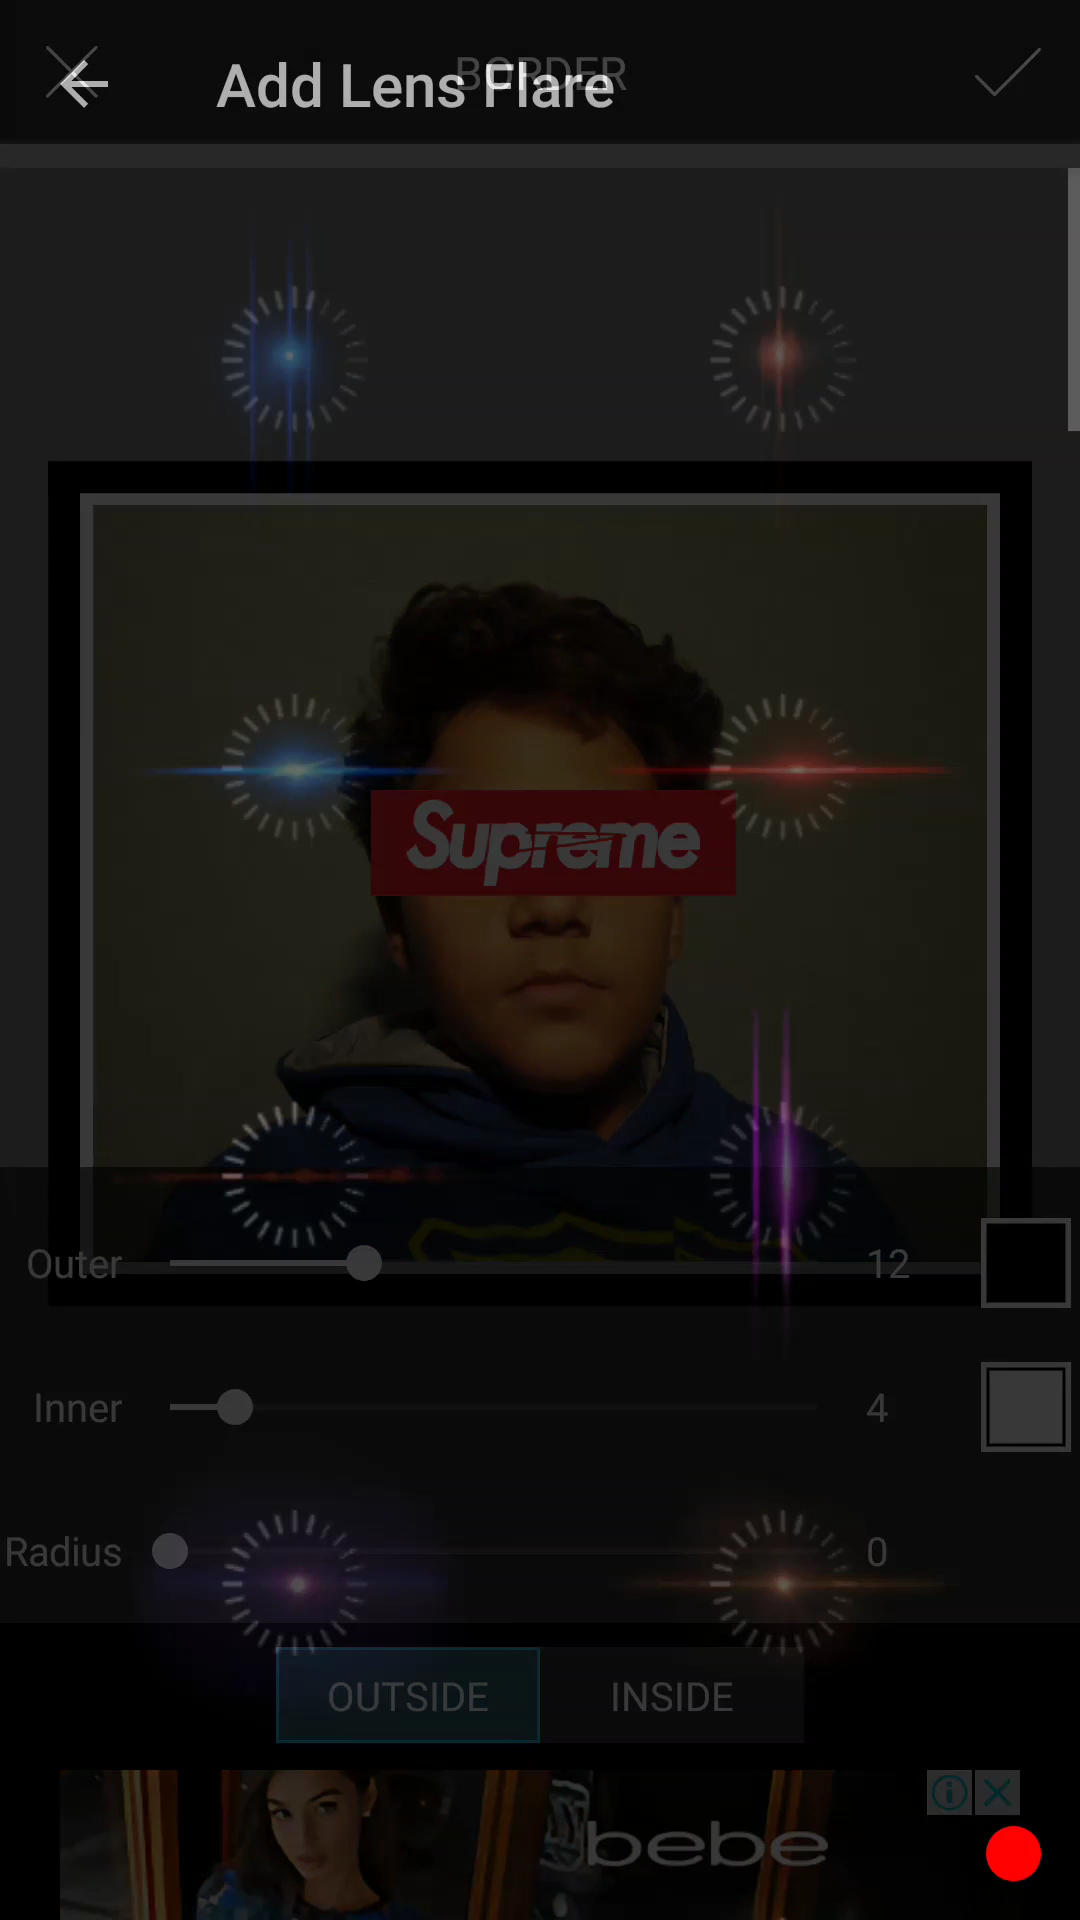 BORDER
Add Lens Flare
Supreme
Outer 12
Inner 4
Radius 0
OUTSIDE INSIDE
bebe